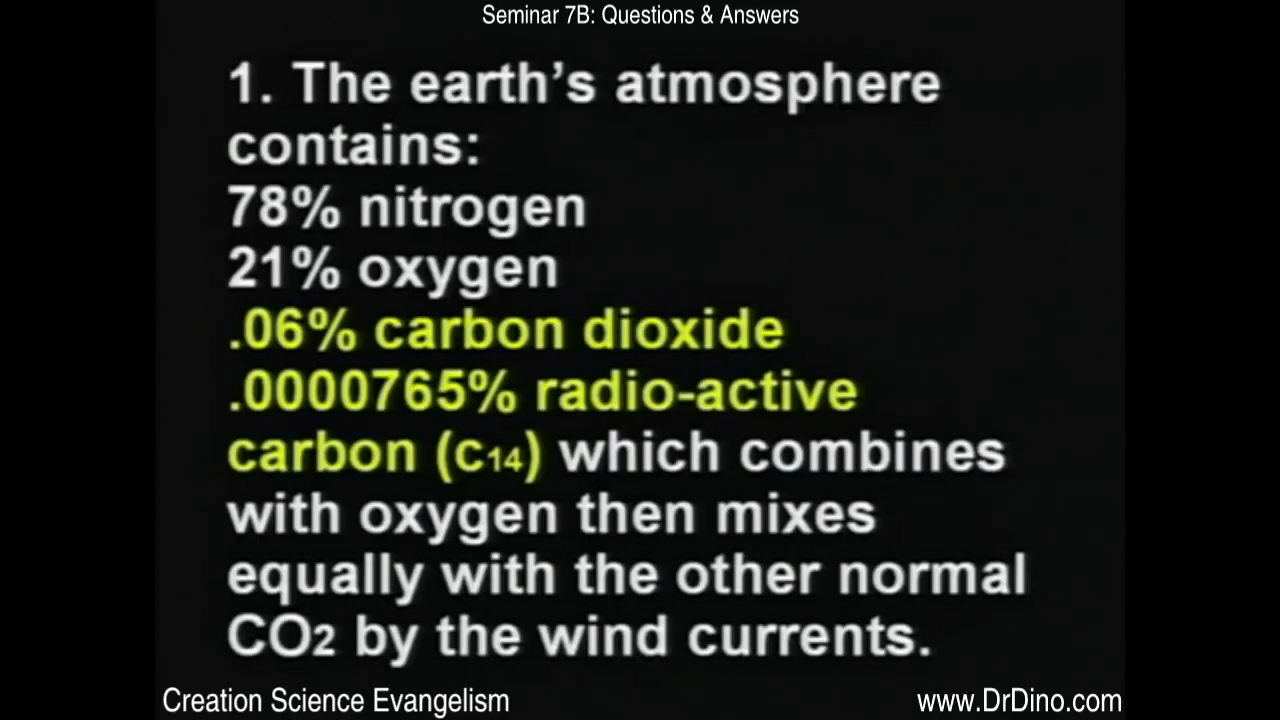 Seminar 7B: Questions & Answers
1. The earth's atmosphere
contains:
78% nitrogen
21% oxygen
.06% carbon dioxide
.0000765% radio-active
carbon (c14) which combines
with oxygen then mixes
equally with the other normal
CO2 by the wind currents.
Creation Science Evangelism
www.DrDino.com